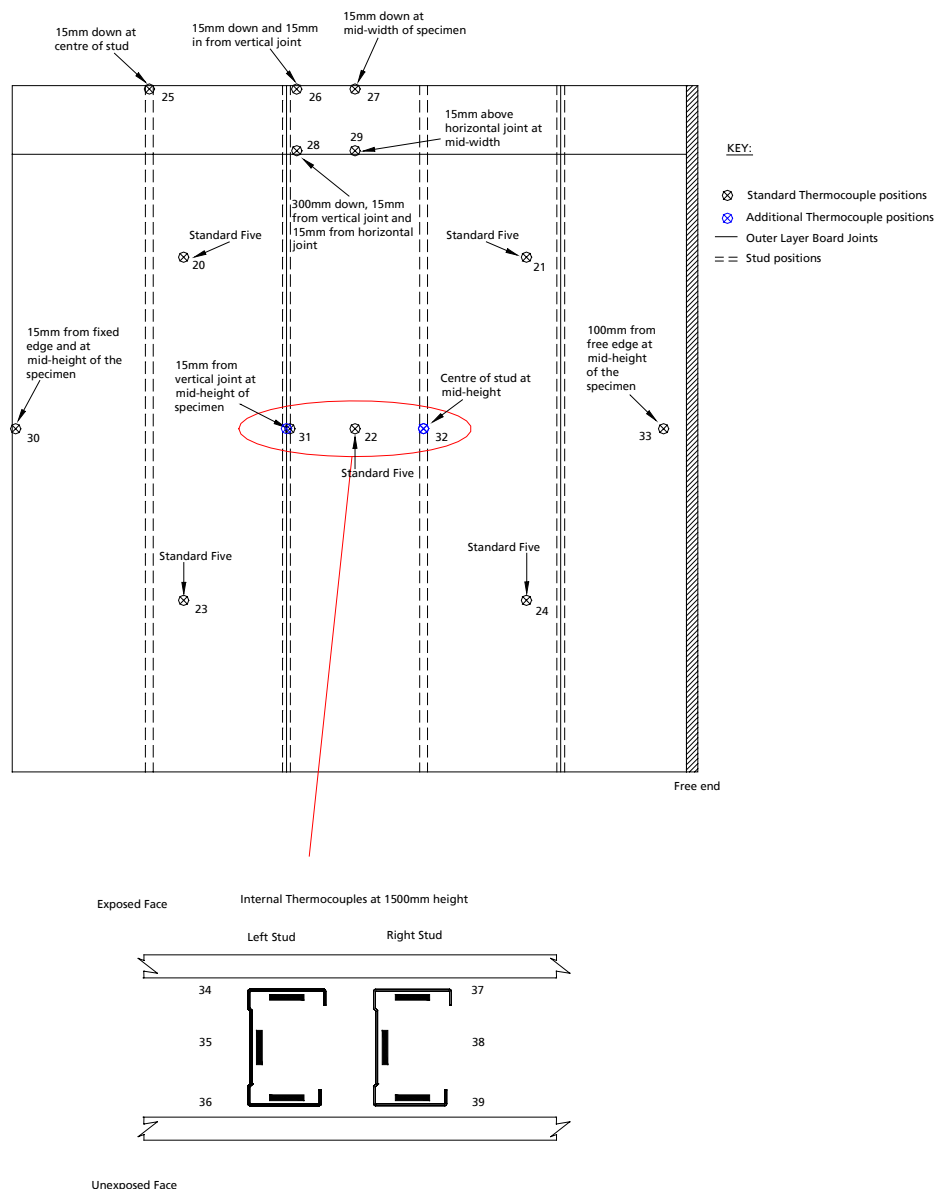 15mm down at
centre of stud
15mm down and 15mm
in from vertical joint
15mm down at
mid-width of specimen
25
26
27
15mm above
horizontal joint at
mid-width
28
29
KEY:
Standard Thermocouple positions
Additional Thermocouple positions
Outer Layer Board Joints
Stud positions
300mm down, 15mm
from vertical joint and
15mm from horizontal
joint
Standard Five
20
Standard Five
21
15mm from fixed
edge and at
mid-height of the
specimen
30
15mm from
vertical joint at
mid-height of
specimen
31
22
Standard Five
Centre of stud at
mid-height
32
100mm from
free edge at
mid-height
of the
specimen
33
Standard Five
23
Standard Five
24
Free end
Exposed Face
Internal Thermocouples at 1500mm height
Left Stud
Right Stud
34
37
35
38
36
39
Unexposed Face